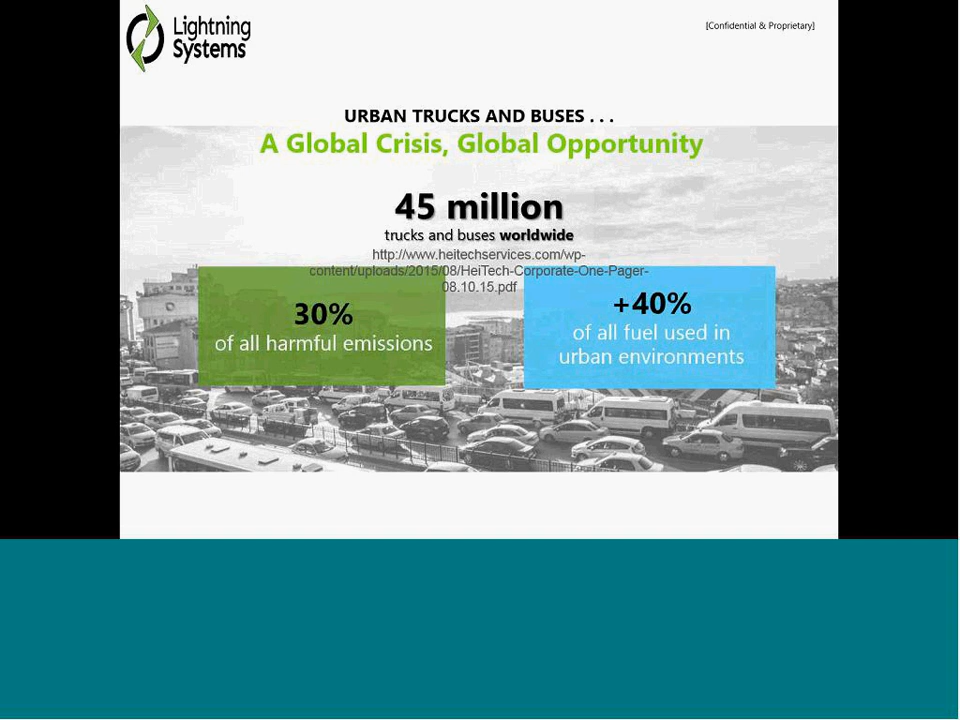 Lightning
Systems
[Confidential & Proprietary]
URBAN TRUCKS AND BUSES . . .
A Global Crisis, Global Opportunity
45 million
trucks and buses worldwide
http://www.heitechservices.com/wp-
content/uploads/2015/08/HeiTech-Corporate-One-Pager-
08.10.15.pdf
30%
of all harmful emissions
+40%
of all fuel used in
urban environments